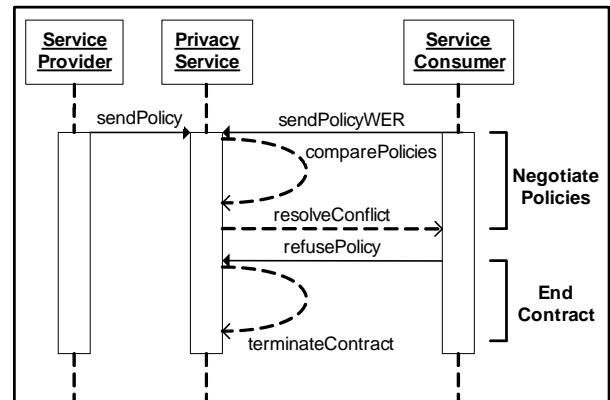 Service
Provider
Privacy
Service
Service
Consumer
sendPolicy
sendPolicyWER
comparePolicies
resolveConflict
Negotiate
Policies
refusePolicy
terminateContract
End
Contract